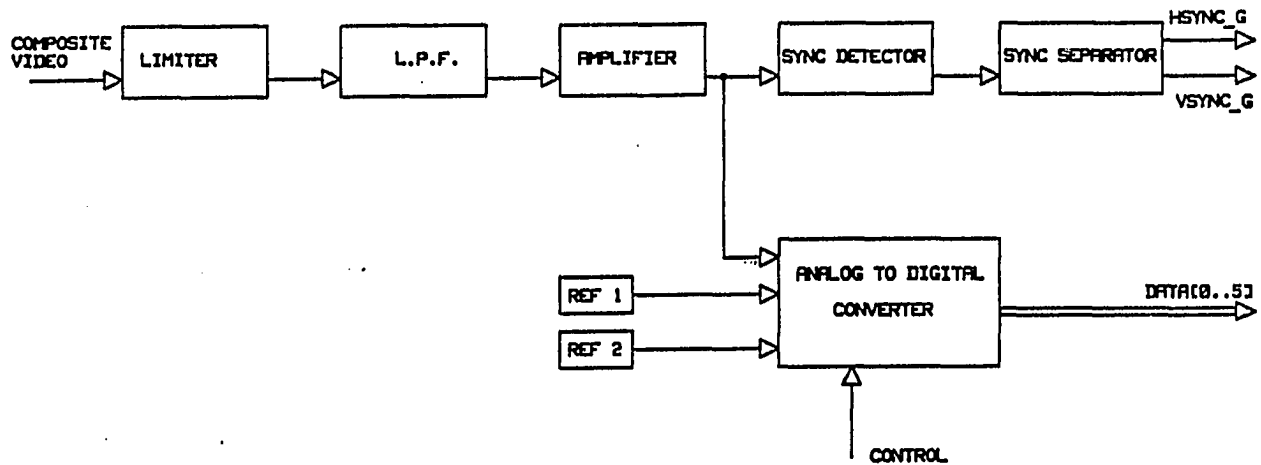 HSYNC_G
COMPOSITE
VIDEO
LIMITER
L.P.F.
AMPLIFIER
SYNC DETECTOR
SYNC SEPARATOR
VSYNC_G
ANALOG TO DIGITAL
CONVERTER
REF 1
REF 2
DATA[0..5]
CONTROL